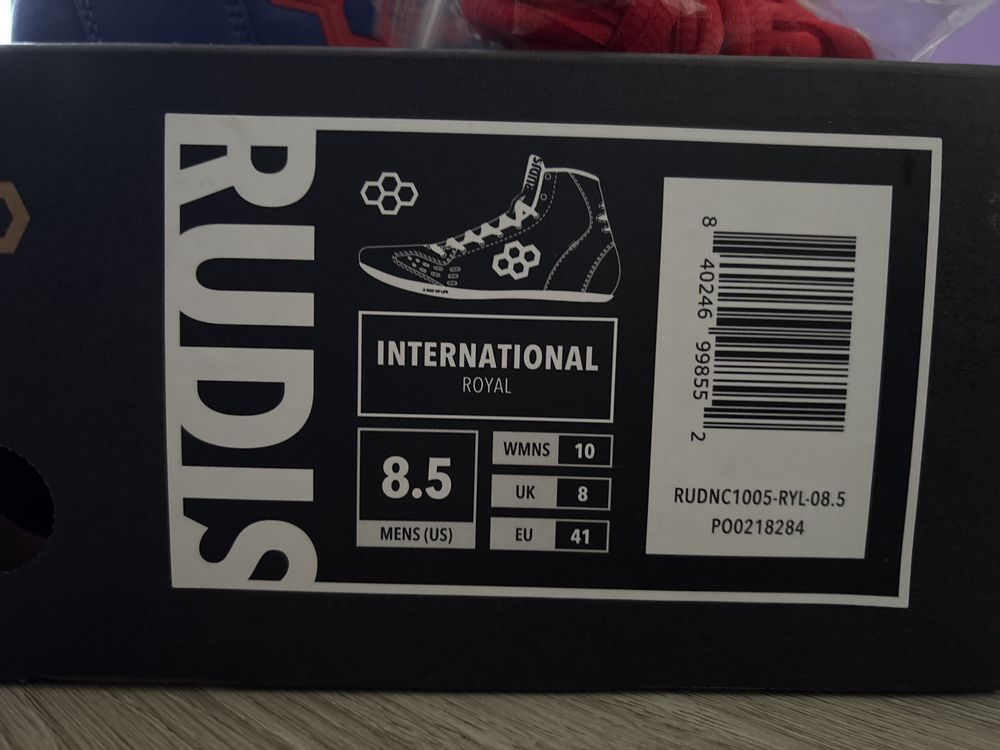 RUDIS
RUDIS
INTERNATIONAL
ROYAL
8.5
MENS (US)
WMNS 10
UK 8
EU 41
8 40246 99855 2
RUDNC1005-RYL-08.5
PO0218284